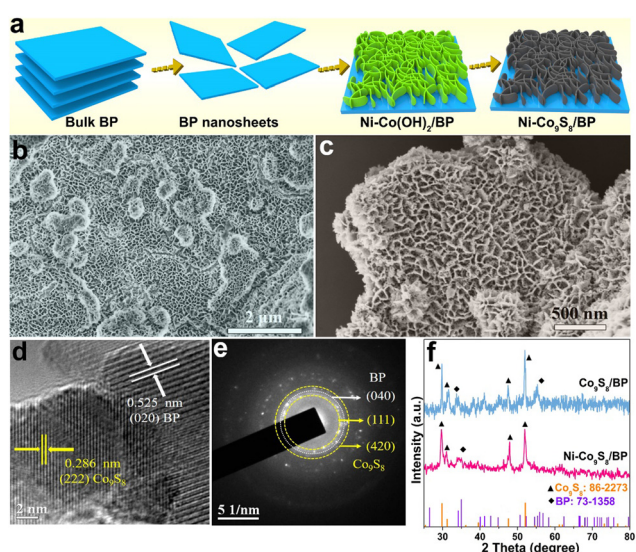 a
Bulk BP
BP nanosheets
Ni-Co(OH)₂/BP
Ni-Co₉S₈/BP
b
2 μm
c
500 nm
d
0.525 nm
(020) BP
0.286 nm
(222) Co₉S₈
2 nm
e
BP
(040)
(111)
(420)
Co₉S₈
5 1/nm
f
Intensity (a.u.)
Co₉S₈/BP
Ni-Co₉S₈/BP
▲Co₉S₈: 86-2273
◆BP: 73-1358
30 40 50 60 70 80
2 Theta (degree)